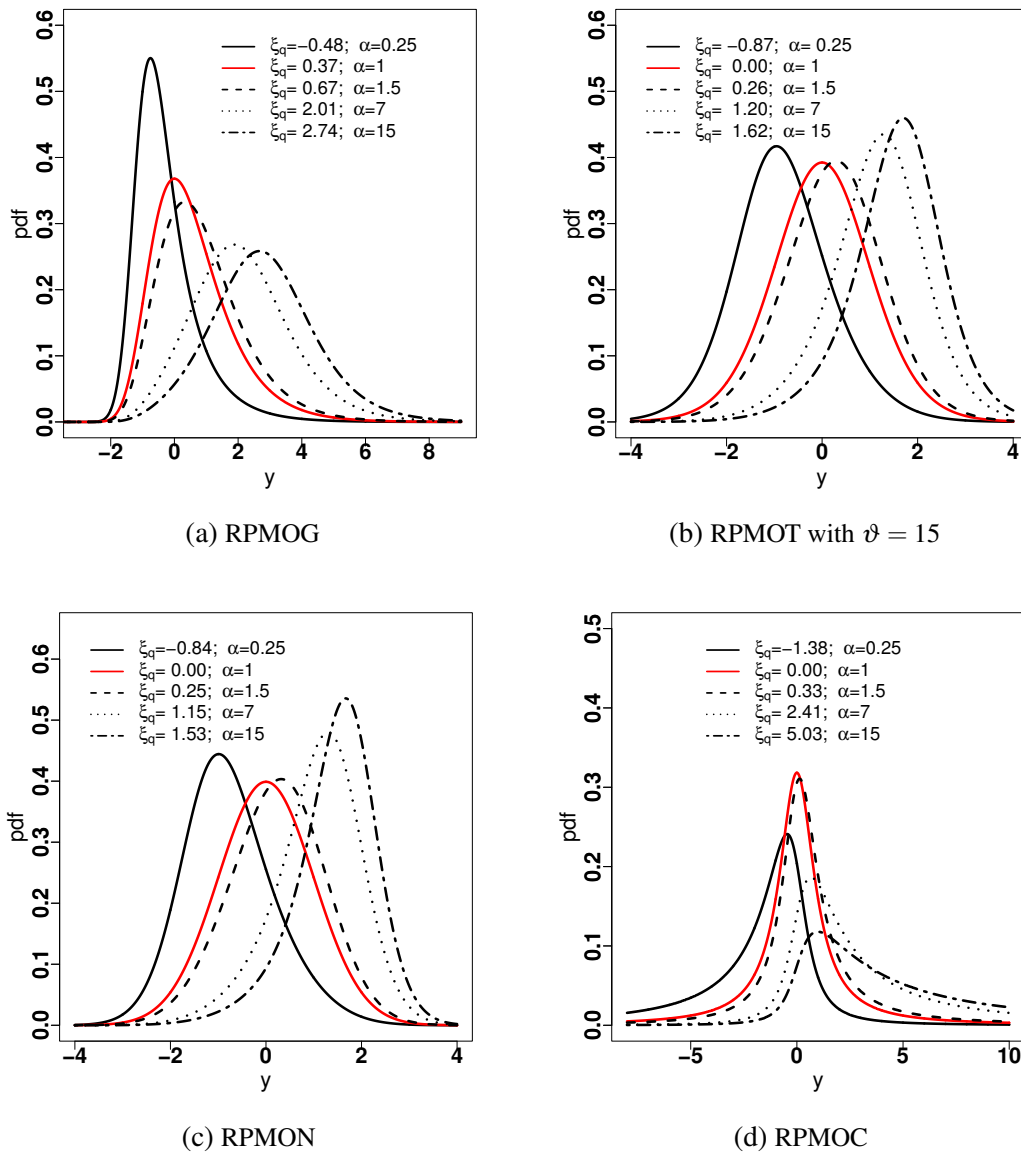 0.6
0.5
0.4
0.3
0.2
0.1
0.0
pdf
ξq=−0.48; α=0.25
ξq= 0.37; α=1
ξq= 0.67; α=1.5
ξq= 2.01; α=7
ξq= 2.74; α=15
−2 0 2 4 6 8
y
(a) RPMOG
0.6
0.5
0.4
0.3
0.2
0.1
0.0
pdf
ξq= −0.87; α= 0.25
ξq= 0.00; α= 1
ξq= 0.26; α= 1.5
ξq= 1.20; α= 7
ξq= 1.62; α= 15
−4 −2 0 2 4
y
(b) RPMOT with ϑ = 15
0.6
0.5
0.4
0.3
0.2
0.1
0.0
pdf
ξq=−0.84; α=0.25
ξq= 0.00; α=1
ξq= 0.25; α=1.5
ξq= 1.15; α=7
ξq= 1.53; α=15
−4 −2 0 2 4
y
(c) RPMON
0.5
0.4
0.3
0.2
0.1
0.0
pdf
ξq=−1.38; α=0.25
ξq= 0.00; α=1
ξq= 0.33; α=1.5
ξq= 2.41; α=7
ξq= 5.03; α=15
−5 0 5 10
y
(d) RPMOC